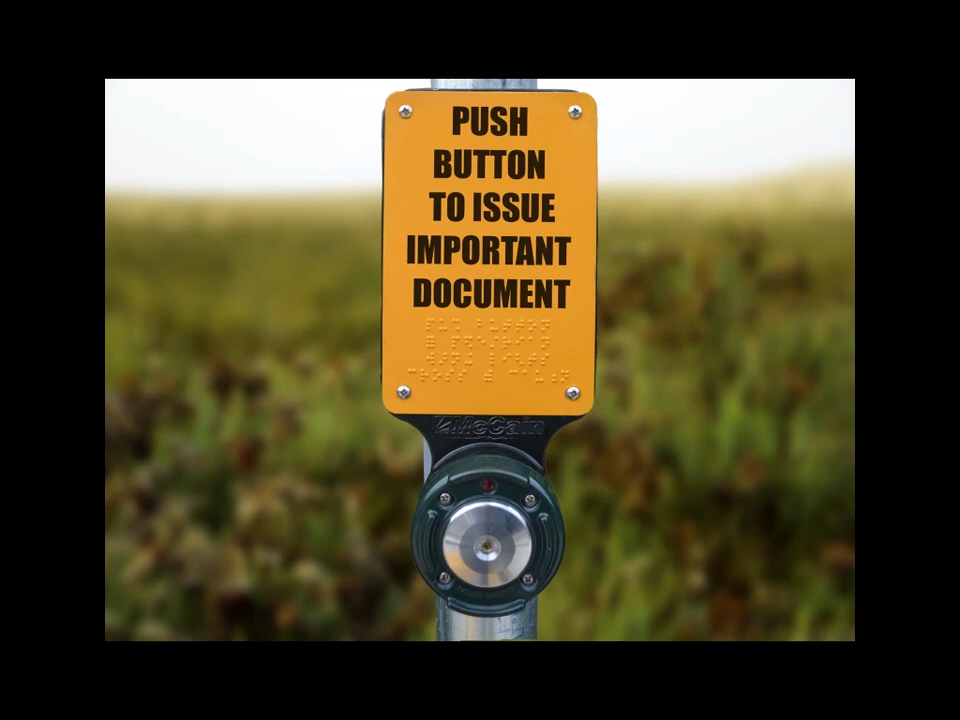 PUSH
BUTTON
TO ISSUE
IMPORTANT
DOCUMENT
McCain